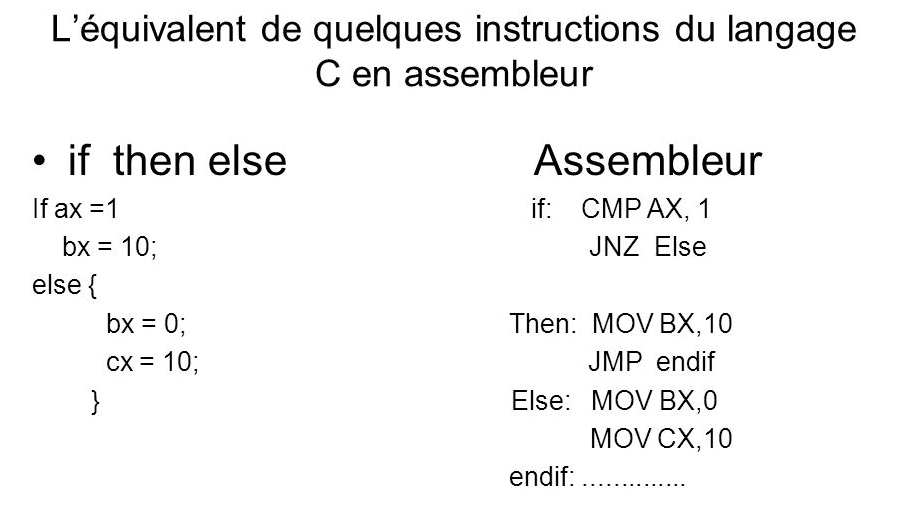 L'équivalent de quelques instructions du langage
C en assembleur
• if then else
If ax =1
bx = 10;
else {
bx = 0;
cx = 10;
}
Assembleur
if: CMP AX, 1
JNZ Else
Then: MOV BX,10
JMP endif
Else: MOV BX,0
MOV CX,10
endif: ..............